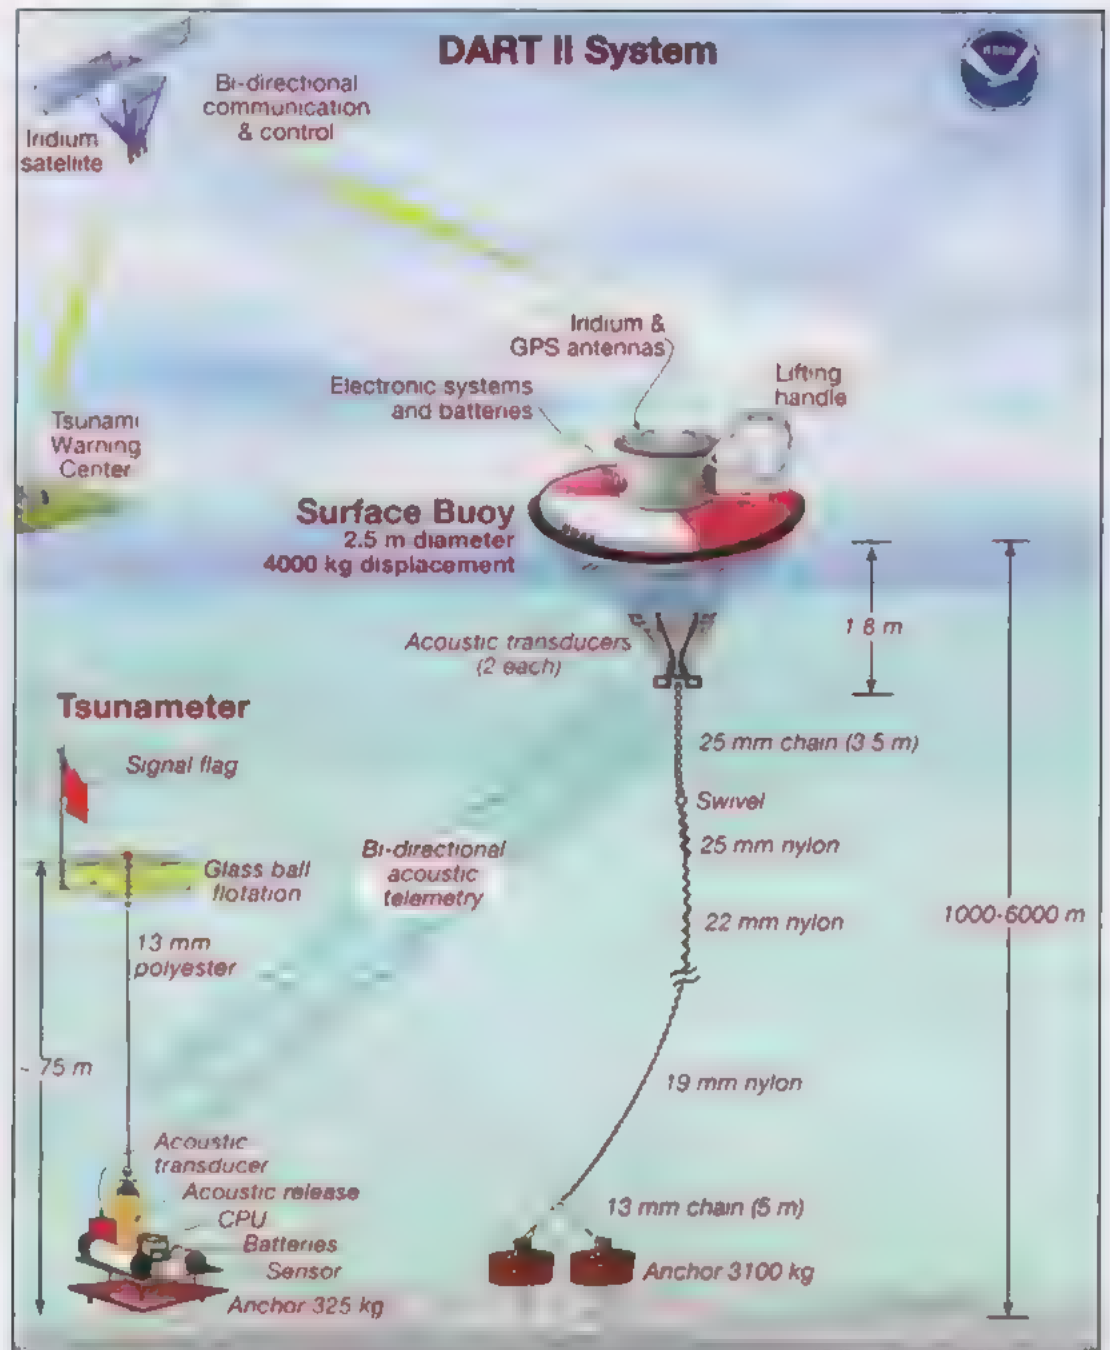 DART II System
Bi-directional
communication
& control
Iridium
satellite
Iridium &
GPS antennas
Lifting
handle
Electronic systems
and batteries
Tsunami
Warning
Center
Surface Buoy
2.5 m diameter
4000 kg displacement
1 8 m
Acoustic transducers
(2 each)
Tsunameter
Signal flag
25 mm chain (3 5 m)
Swivel
25 mm nylon
Bi-directional
acoustic
telemetry
Glass ball
flotation
22 mm nylon
1000-6000 m
13 mm
polyester
~ 75 m
19 mm nylon
Acoustic
transducer
Acoustic release
CPU
Batteries
Sensor
Anchor 325 kg
13 mm chain (5 m)
Anchor 3100 kg